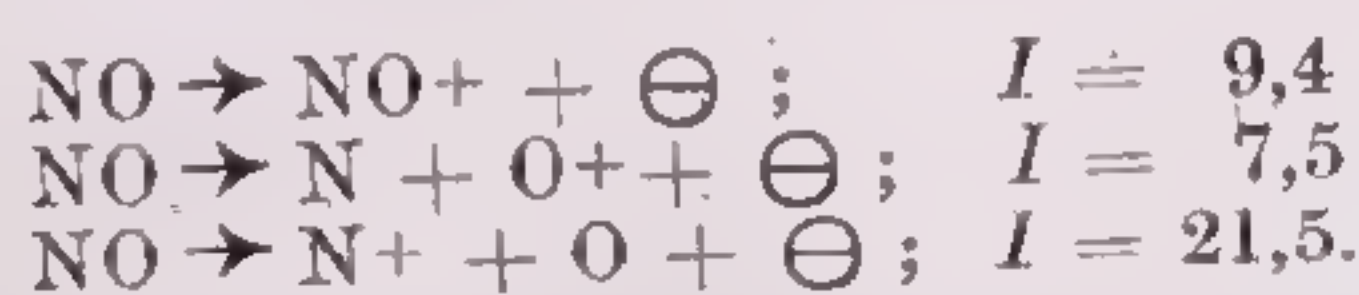 NO → NO+ + ⊖ ; I = 9,4
NO → N + O+ + ⊖ ; I = 7,5
NO → N+ + O + ⊖ ; I = 21,5.